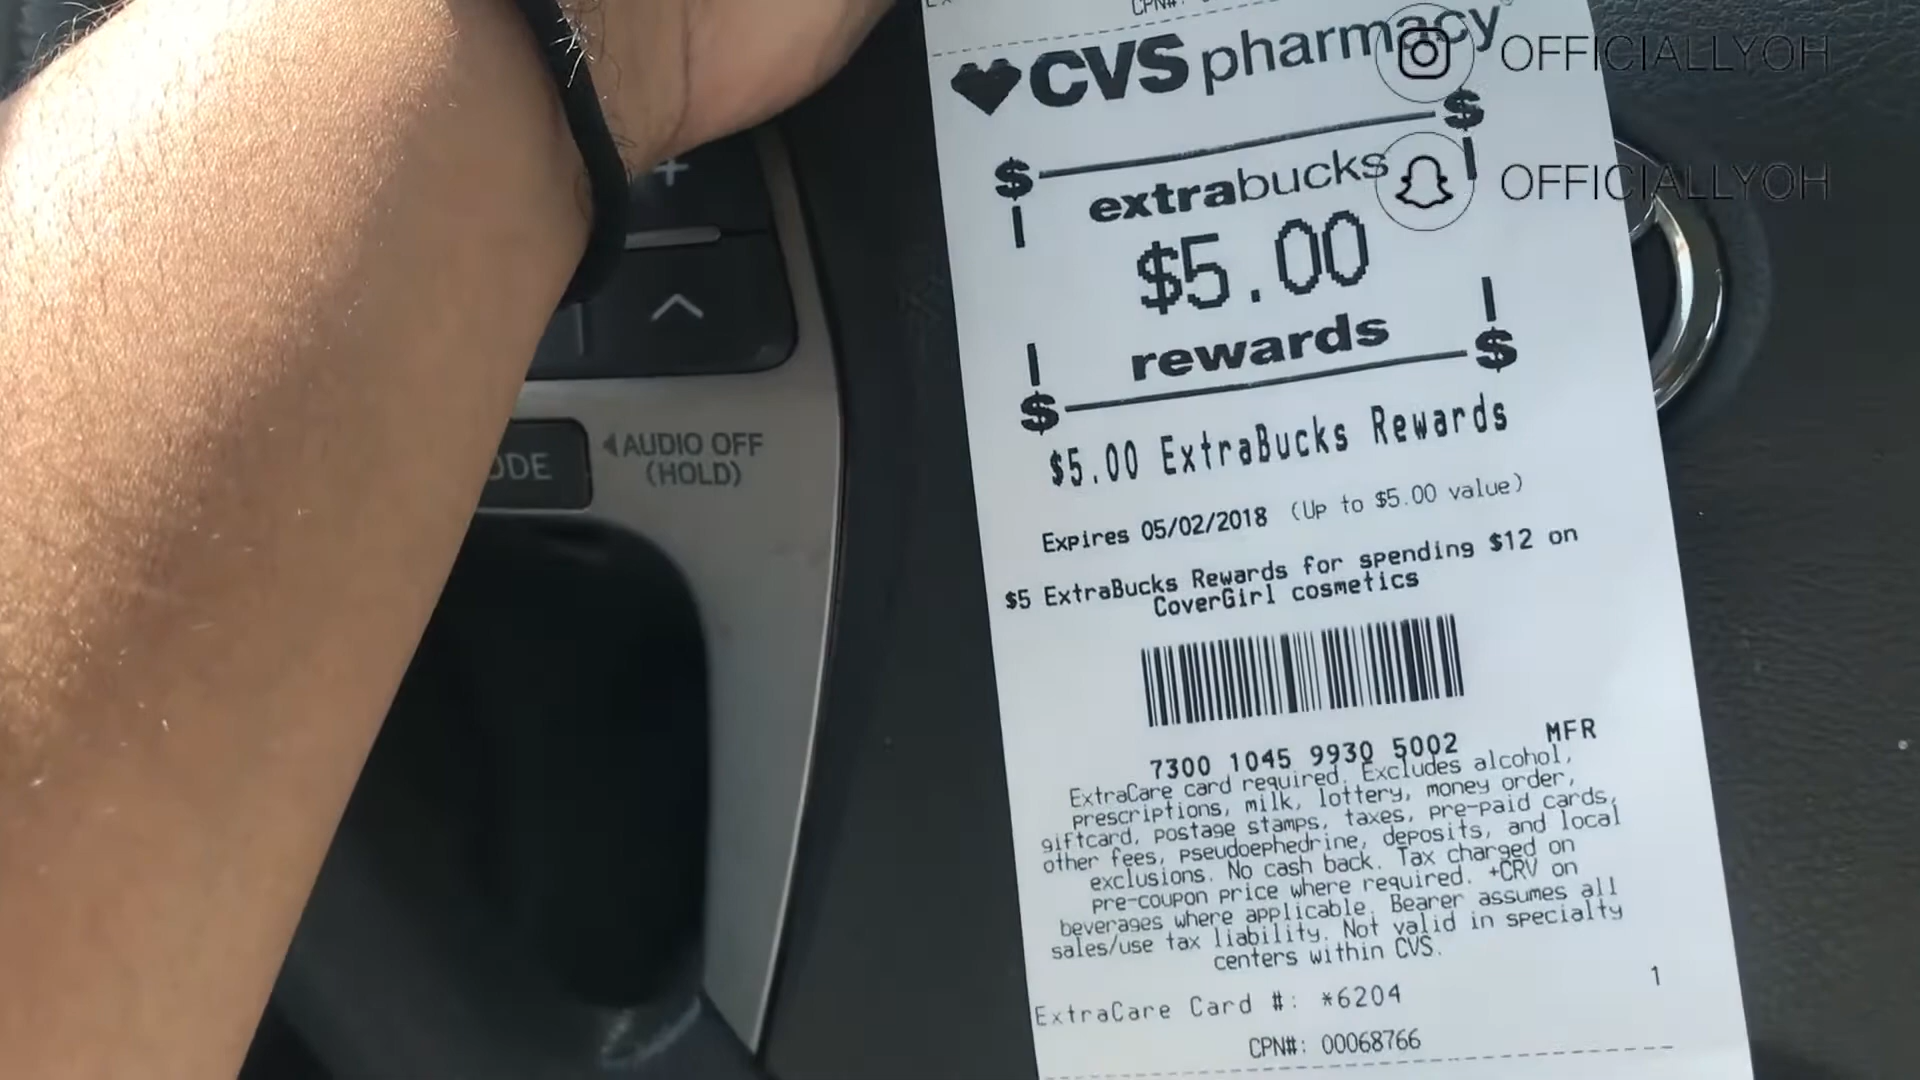 CPN#:
CVS pharmacy
OFFICIALLYOH
$ $
extrabucks
OFFICIALLYOH
$5.00
rewards
$ $
$5.00 ExtraBucks Rewards
Expires 05/02/2018 (Up to $5.00 value)
$5 ExtraBucks Rewards for spending $12 on
CoverGirl cosmetics
7300 1045 9930 5002 MFR
ExtraCare card required. Excludes alcohol,
prescriptions, milk, lottery, money order,
giftcard, postage stamps, taxes, pre-paid cards,
other fees, pseudoephedrine, deposits, and local
exclusions. No cash back. Tax charged on
pre-coupon price where required. +CRV on
beverages where applicable. Bearer assumes all
sales/use tax liability. Not valid in specialty
centers within CVS.
1
ExtraCare Card #: *6204
CPN#: 00068766
+
AUDIO OFF
(HOLD)